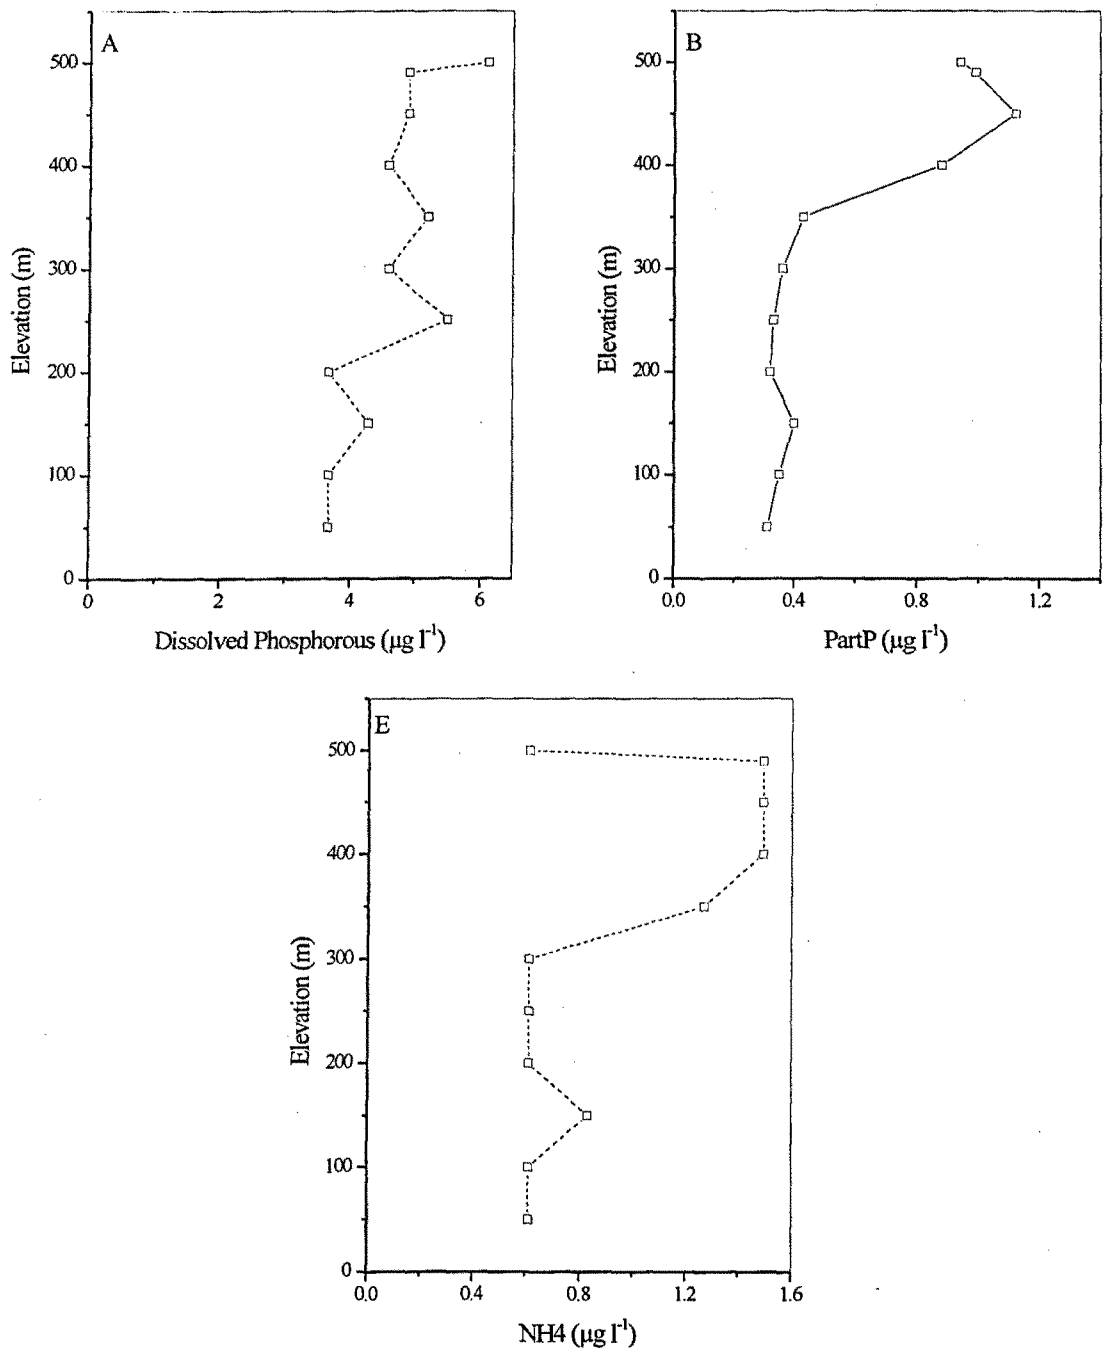 A
500
400
300
200
100
0
Elevation (m)
0 2 4 6
Dissolved Phosphorous (µg l⁻¹)
B
500
400
300
200
100
0
Elevation (m)
0.0 0.4 0.8 1.2
PartP (µg l⁻¹)
E
500
400
300
200
100
0
Elevation (m)
0.0 0.4 0.8 1.2 1.6
NH4 (µg l⁻¹)